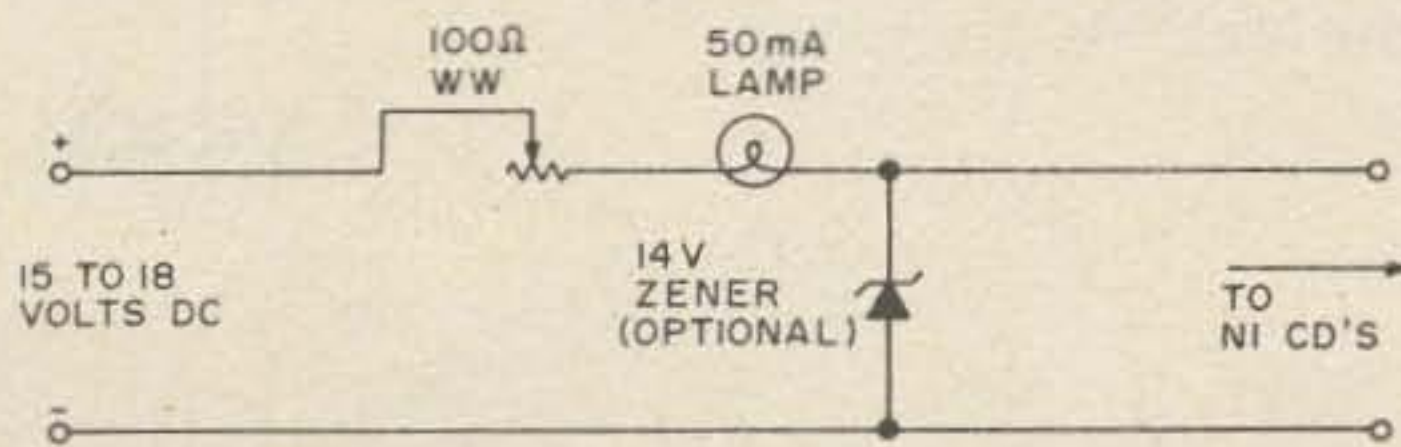 100Ω
WW
50mA
LAMP
+
15 TO 18
VOLTS DC
14V
ZENER
(OPTIONAL)
TO
NI CD'S
-